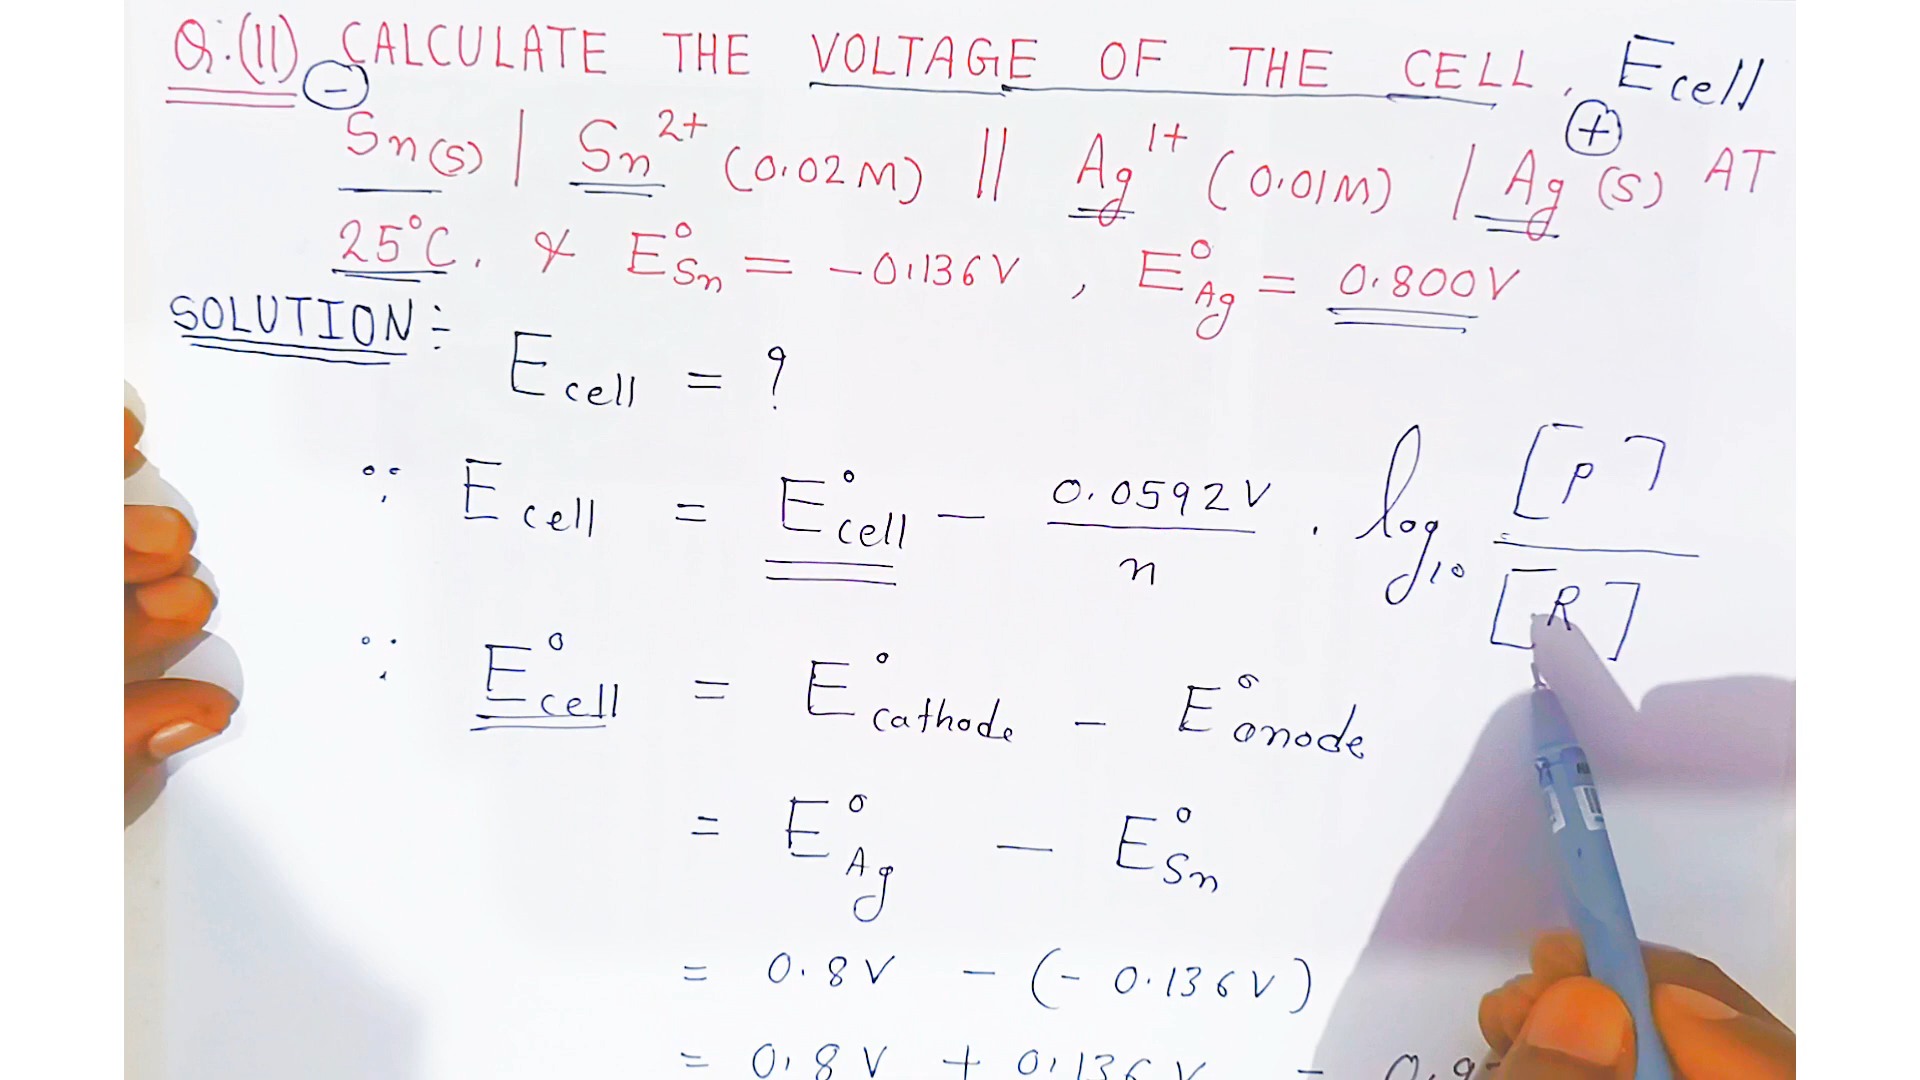 Q:(11) CALCULATE THE VOLTAGE OF THE CELL, Ecell
⊖ ⊕
Sn(s) | Sn²⁺ (0.02M) || Ag¹⁺ (0.01M) | Ag(s) AT
25°C. & E°Sn = -0.136V, E°Ag = 0.800V
SOLUTION:-
Ecell = ?
∵ Ecell = E°cell - 0.0592V / n . log₁₀ [P] / [R]
∵ E°cell = E°cathode - E°anode
= E°Ag - E°Sn
= 0.8V - (-0.136V)
= 0.8V + 0.136V